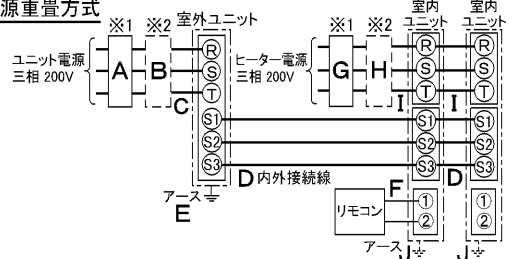 源重畳方式
※1
※2
室外ユニット
ユニット電源
三相 200V
A
B
C
R
S
T
S1
S2
S3
D 内外接続線
アース
E
※1
※2
室内
ユニット
室内
ユニット
ヒーター電源
三相 200V
G
H
I
I
R
S
T
R
S
T
S1
S2
S3
S1
S2
S3
D
F
リモコン
①
②
①
②
アース
J
J